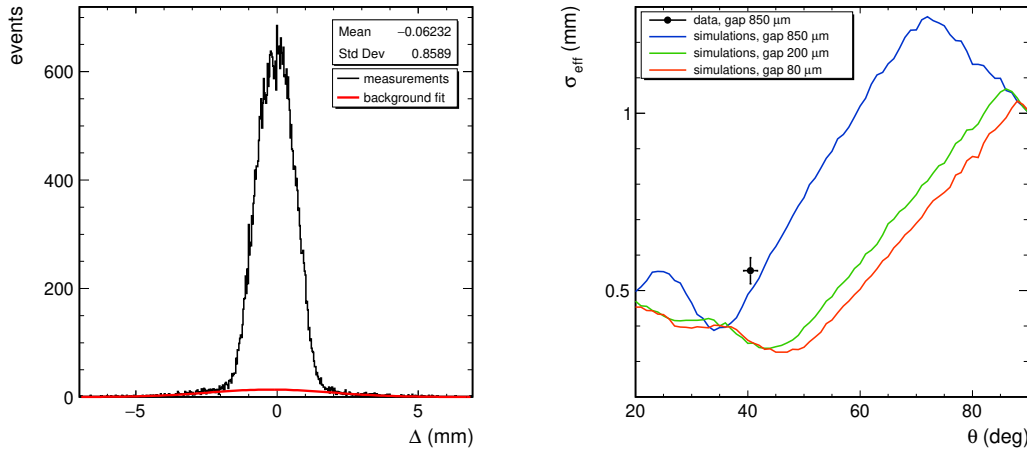 events
Mean −0.06232
Std Dev 0.8589
measurements
background fit
600
400
200
0
−5 0 5
Δ (mm)
σeff (mm)
data, gap 850 μm
simulations, gap 850 μm
simulations, gap 200 μm
simulations, gap 80 μm
1
0.5
20 40 60 80
θ (deg)